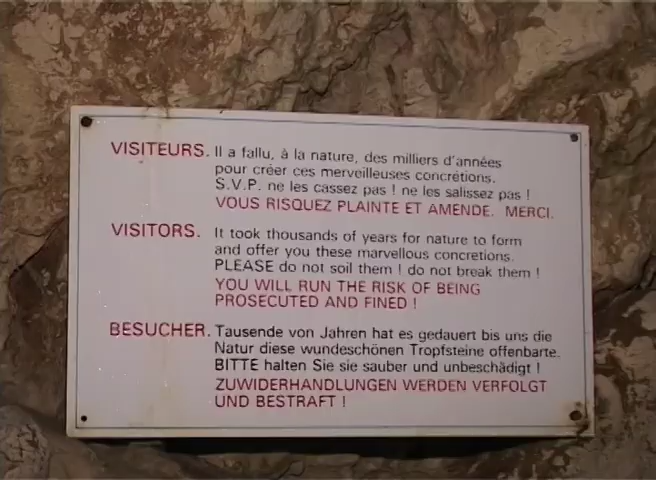 VISITEURS. Il a fallu, à la nature, des milliers d'années
pour créer ces merveilleuses concrétions.
S.V.P. ne les cassez pas ! ne les salissez pas !
VOUS RISQUEZ PLAINTE ET AMENDE. MERCI.
VISITORS. It took thousands of years for nature to form
and offer you these marvellous concretions.
PLEASE do not soil them ! do not break them !
YOU WILL RUN THE RISK OF BEING
PROSECUTED AND FINED !
BESUCHER. Tausende von Jahren hat es gedauert bis uns die
Natur diese wundeschönen Tropfsteine offenbarte.
BITTE halten Sie sie sauber und unbeschädigt !
ZUWIDERHANDLUNGEN WERDEN VERFOLGT
UND BESTRAFT !